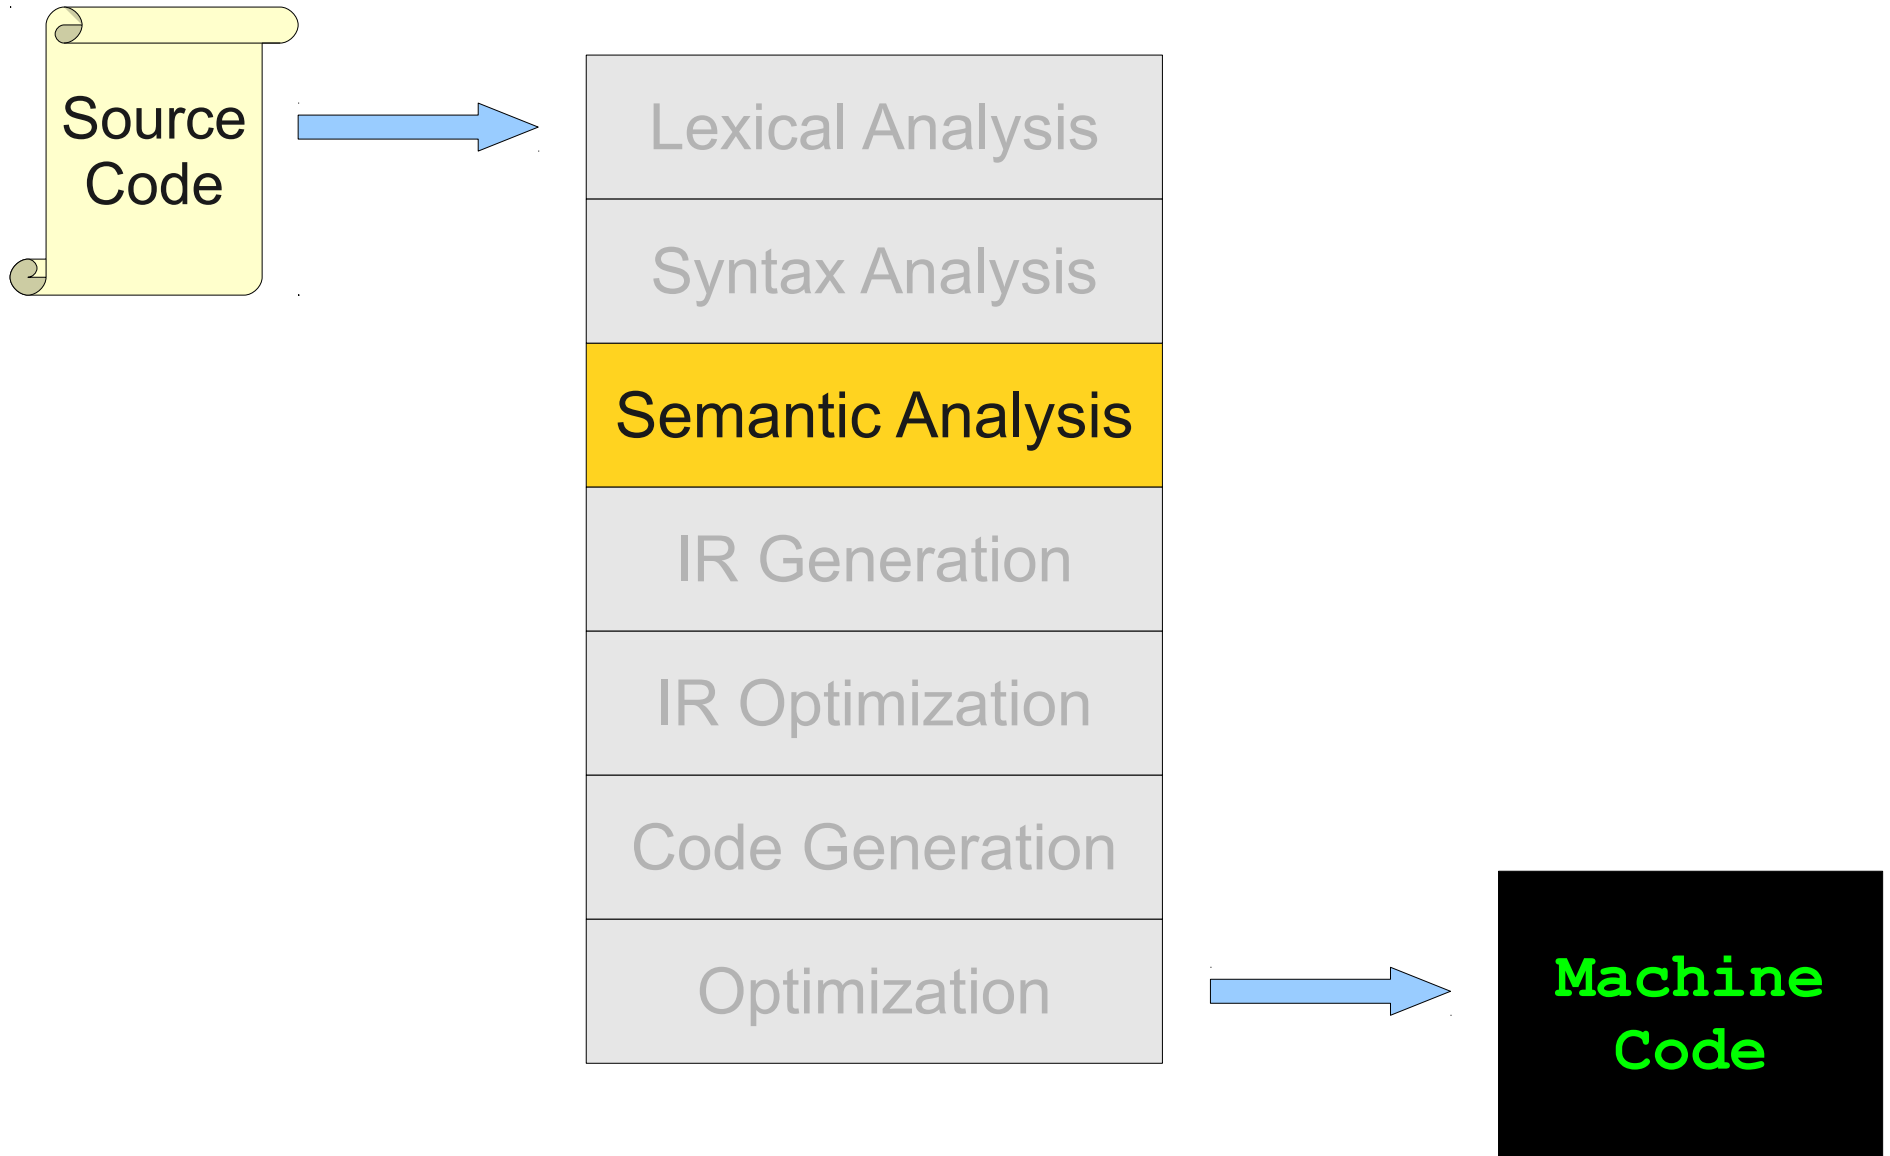 Source
Code
Lexical Analysis
Syntax Analysis
Semantic Analysis
IR Generation
IR Optimization
Code Generation
Optimization
Machine
Code